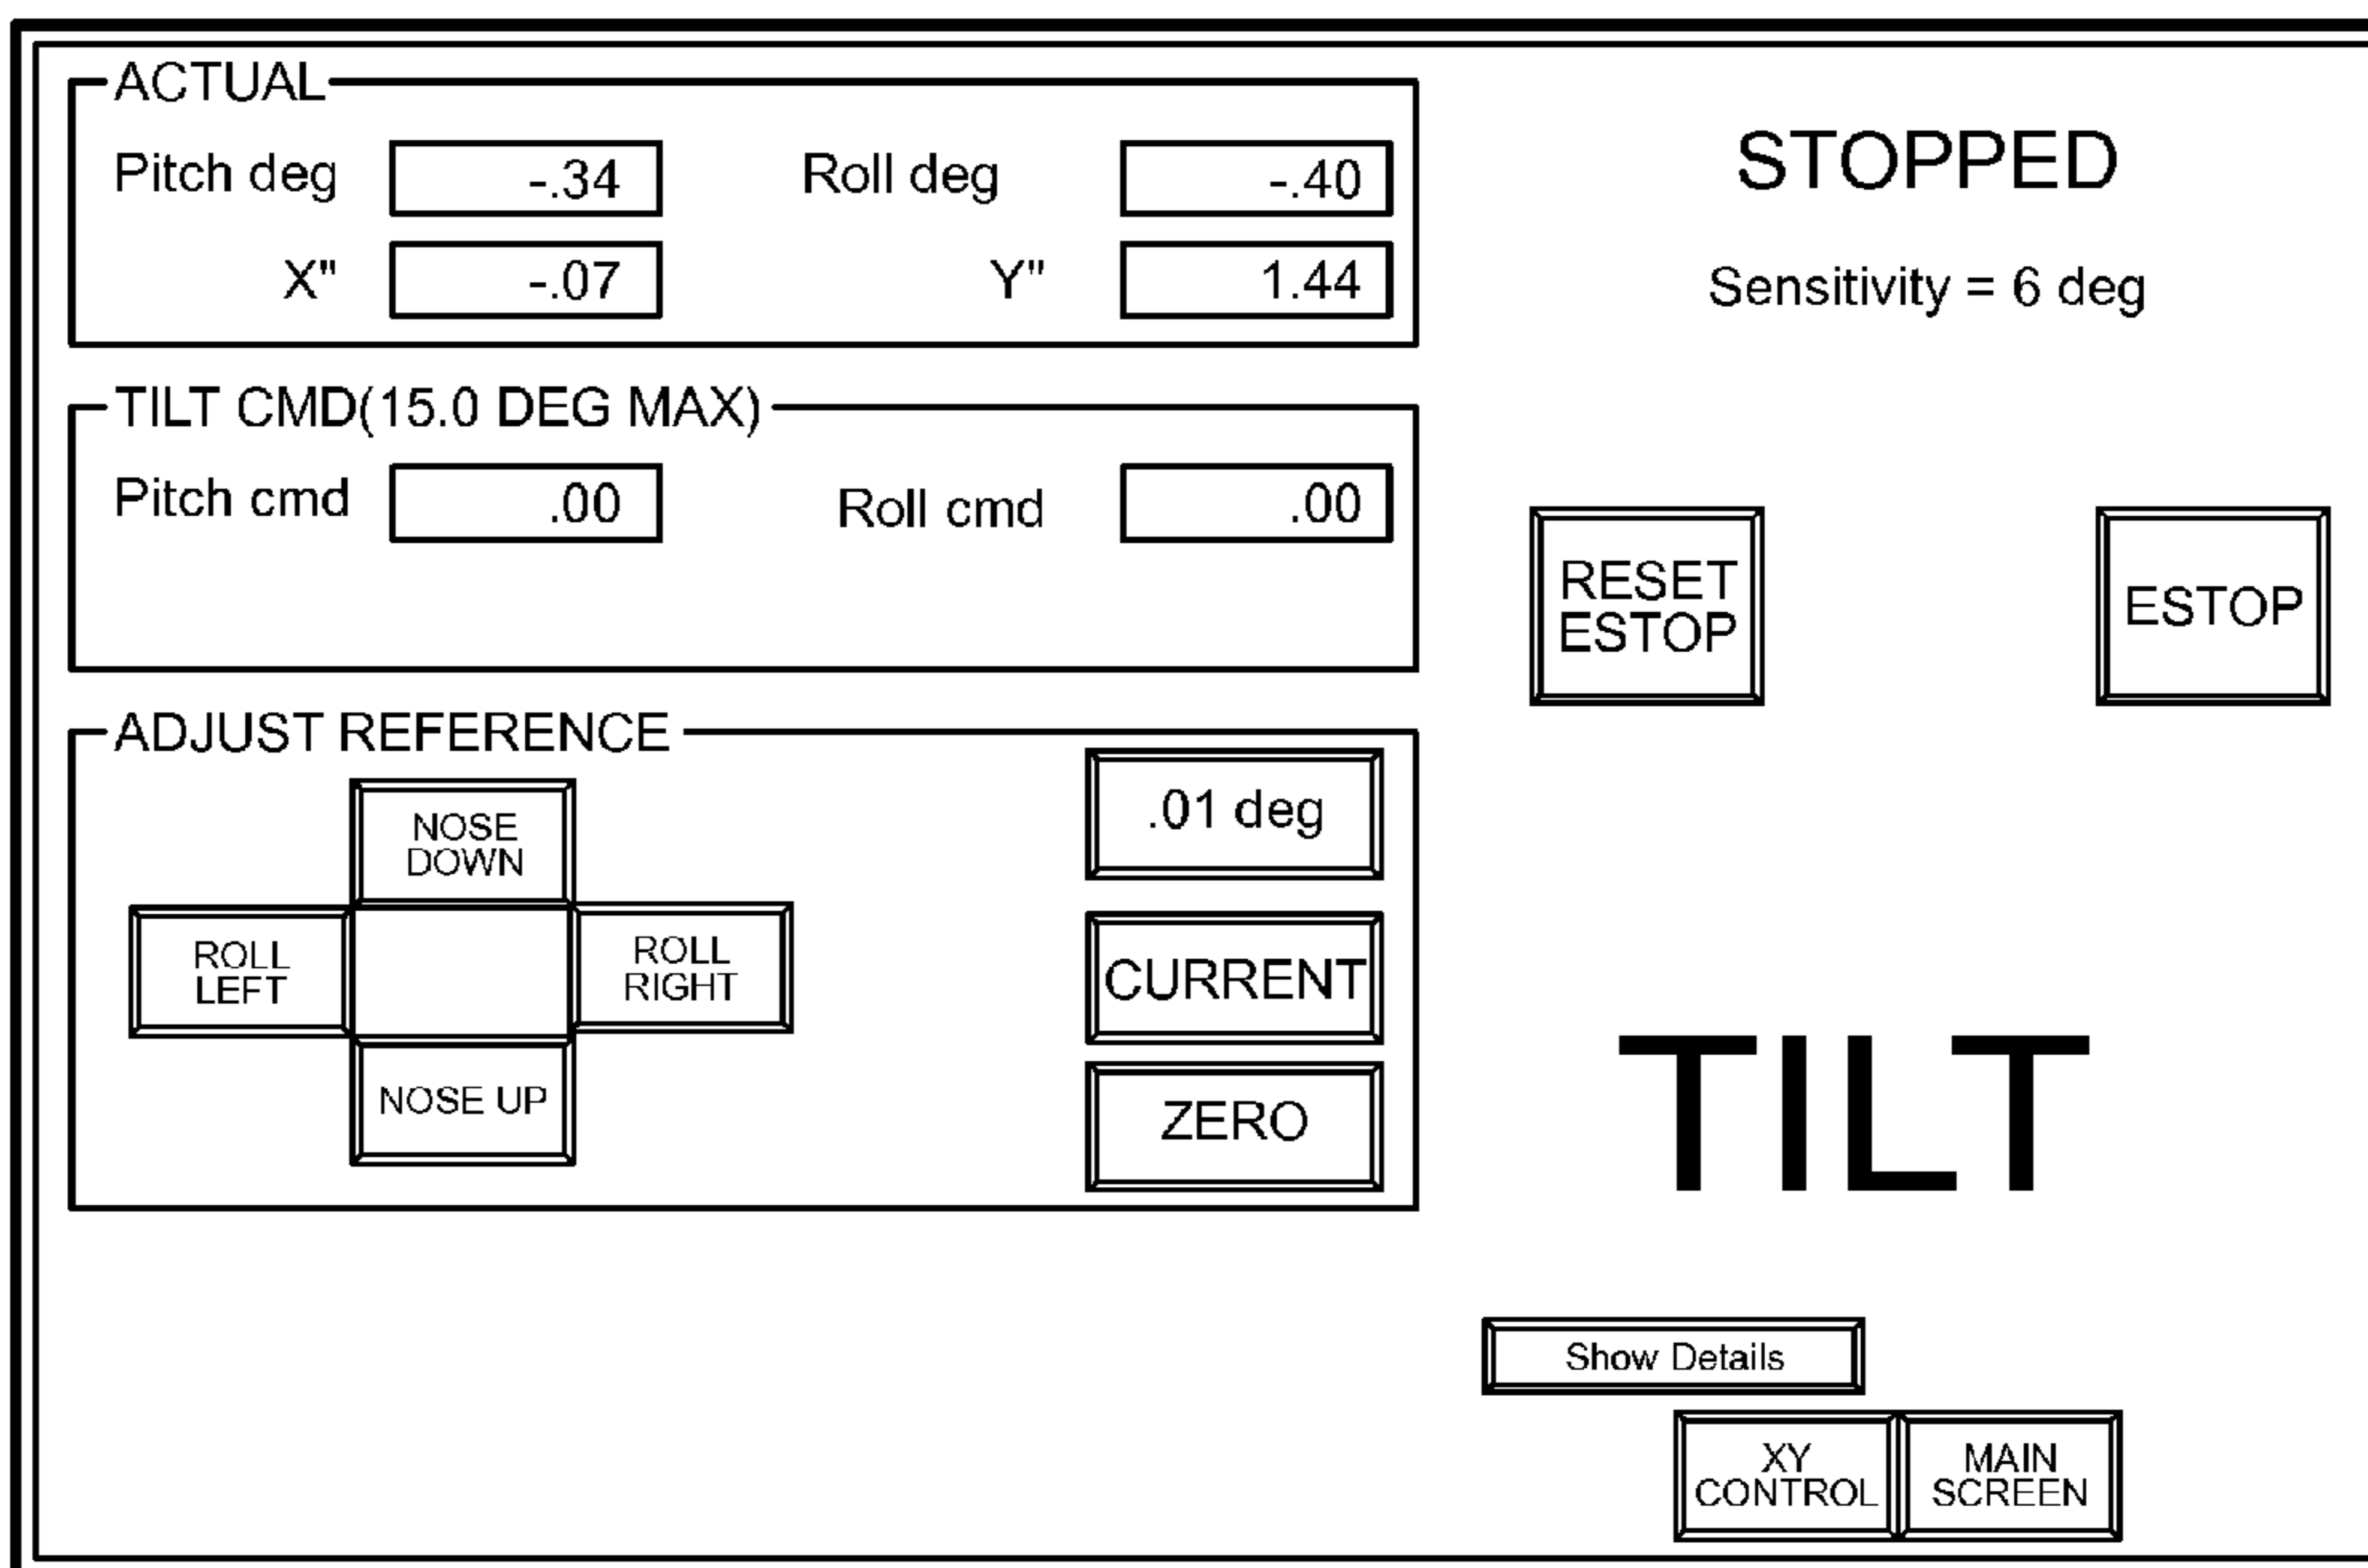 ACTUAL
Pitch deg -.34 Roll deg -.40
X" -.07 Y" 1.44
STOPPED
Sensitivity = 6 deg
TILT CMD(15.0 DEG MAX)
Pitch cmd .00 Roll cmd .00
RESET
ESTOP
ESTOP
ADJUST REFERENCE
NOSE
DOWN
ROLL
LEFT
ROLL
RIGHT
NOSE UP
.01 deg
CURRENT
ZERO
TILT
Show Details
XY
CONTROL
MAIN
SCREEN